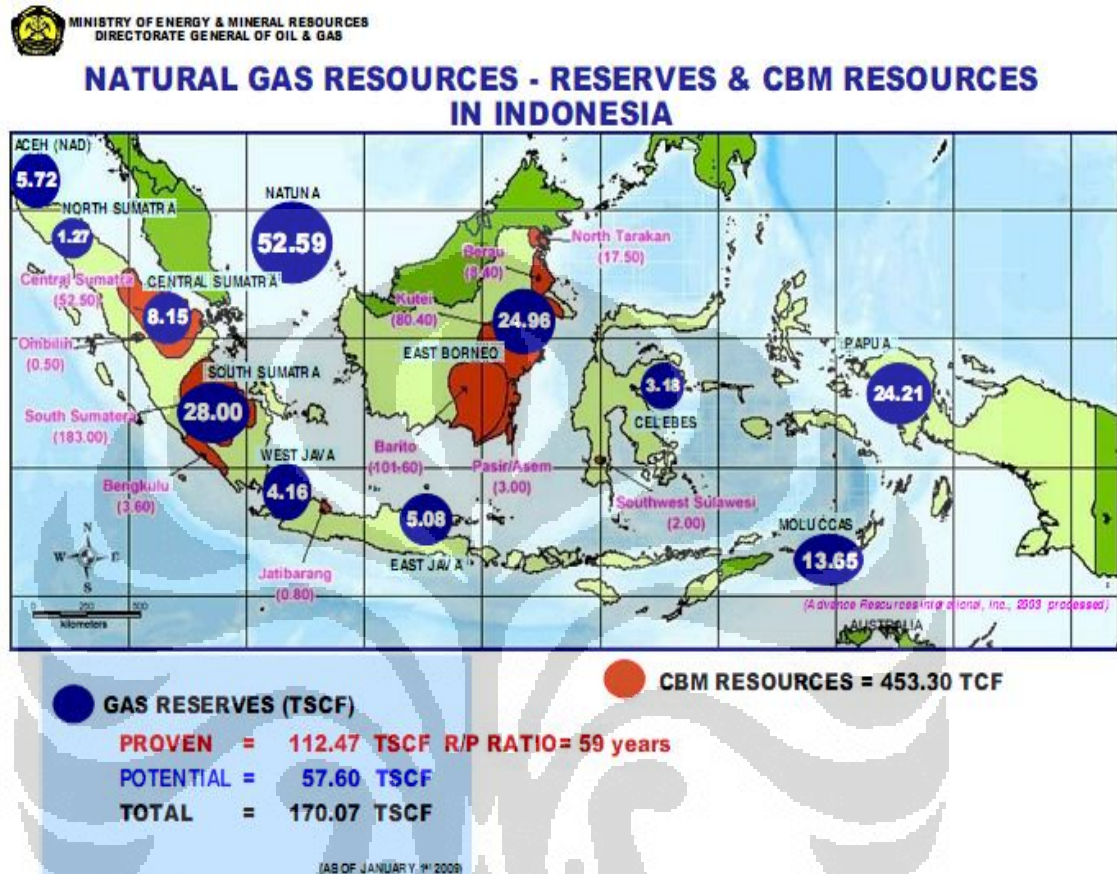 MINISTRY OF ENERGY & MINERAL RESOURCES
DIRECTORATE GENERAL OF OIL & GAS
NATURAL GAS RESOURCES - RESERVES & CBM RESOURCES
IN INDONESIA
ACEH (NAD)
5.72
NATUNA
52.59
NORTH SUMATRA
1.27
North Tarakan
(17.50)
Berau
(8.40)
Central Sumatra
(52.50)
CENTRAL SUMATRA
8.15
Kutei
(80.40)
24.96
EAST BORNEO
Ombilin
(0.50)
PAPUA
24.21
SOUTH SUMATRA
28.00
3.18
CELEBES
South Sumatera
(183.00)
Barito
(101.60)
Pasir/Asem
(3.00)
WEST JAVA
4.16
Bengkulu
(3.60)
Southwest Sulawesi
(2.00)
5.08
EAST JAVA
MOLUCCAS
13.65
N
W E
S
Jatibarang
(0.80)
0 250 500
kilometers
(Advance Resources International, Inc., 2003 processed)
AUSTRALIA
CBM RESOURCES = 453.30 TCF
GAS RESERVES (TSCF)
PROVEN = 112.47 TSCF R/P RATIO= 59 years
POTENTIAL = 57.60 TSCF
TOTAL = 170.07 TSCF
(AS OF JANUARY 1st 2009)